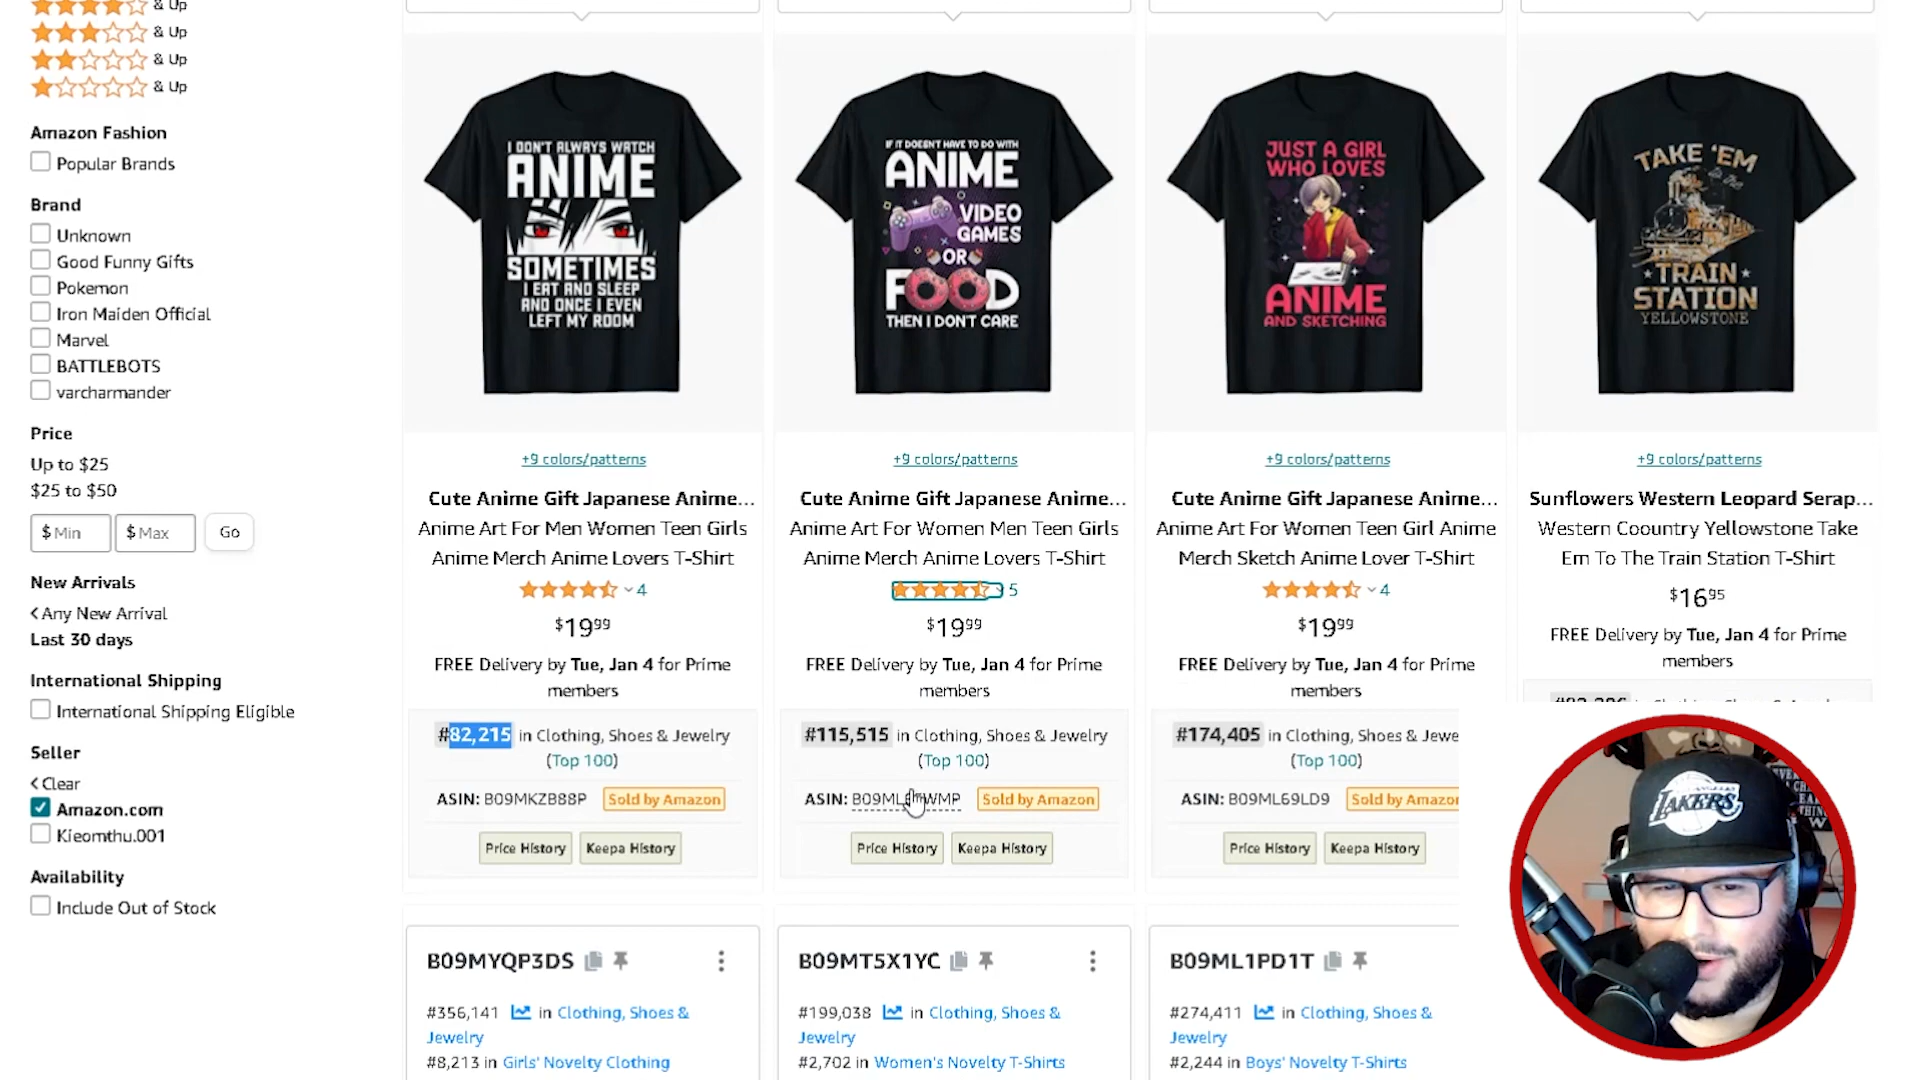 & Up
& Up
& Up
& Up
Amazon Fashion
Popular Brands
Brand
Unknown
Good Funny Gifts
Pokemon
Iron Maiden Official
Marvel
BATTLEBOTS
varcharmander
Price
Up to $25
$25 to $50
$ Min
$ Max
Go
New Arrivals
Any New Arrival
Last 30 days
International Shipping
International Shipping Eligible
Seller
Clear
Amazon.com
Kieomthu.001
Availability
Include Out of Stock
I DON'T ALWAYS WATCH
ANIME
SOMETIMES
I EAT AND SLEEP
AND ONCE I EVEN
LEFT MY ROOM
+9 colors/patterns
Cute Anime Gift Japanese Anime...
Anime Art For Men Women Teen Girls
Anime Merch Anime Lovers T-Shirt
4
$1999
FREE Delivery by Tue, Jan 4 for Prime
members
#82,215 in Clothing, Shoes & Jewelry
(Top 100)
ASIN: B09MKZB88P Sold by Amazon
Price History Keepa History
IF IT DOESN'T HAVE TO DO WITH
ANIME
VIDEO
GAMES
OR
FOOD
THEN I DON'T CARE
+9 colors/patterns
Cute Anime Gift Japanese Anime...
Anime Art For Women Men Teen Girls
Anime Merch Anime Lovers T-Shirt
5
$1999
FREE Delivery by Tue, Jan 4 for Prime
members
#115,515 in Clothing, Shoes & Jewelry
(Top 100)
ASIN: Sold by Amazon
Price History Keepa History
JUST A GIRL
WHO LOVES
ANIME
AND SKETCHING
+9 colors/patterns
Cute Anime Gift Japanese Anime...
Anime Art For Women Teen Girl Anime
Merch Sketch Anime Lover T-Shirt
4
$1999
FREE Delivery by Tue, Jan 4 for Prime
members
#174,405 in Clothing, Shoes & Jewe
(Top 100)
ASIN: B09ML69LD9 Sold by Amazo
Price History Keepa History
TAKE 'EM
TRAIN
STATION
YELLOWSTONE
+9 colors/patterns
Sunflowers Western Leopard Serap...
Western Coountry Yellowstone Take
Em To The Train Station T-Shirt
$1695
FREE Delivery by Tue, Jan 4 for Prime
members
B09MYQP3DS
#356,141 in Clothing, Shoes &
Jewelry
#8,213 in Girls' Novelty Clothing
B09MT5X1YC
#199,038 in Clothing, Shoes &
Jewelry
#2,702 in Women's Novelty T-Shirts
B09ML1PD1T
#274,411 in Clothing, Shoes &
Jewelry
#2,244 in Boys' Novelty T-Shirts
LAKERS